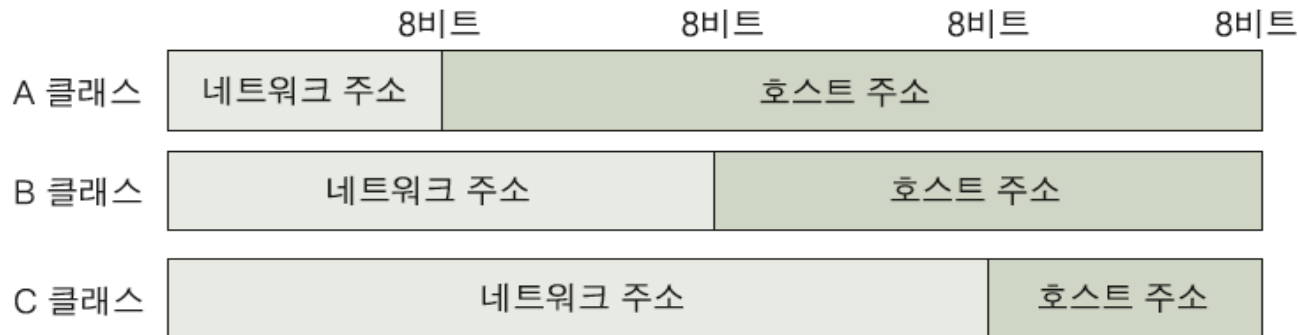 8비트 8비트 8비트 8비트
A 클래스 네트워크 주소 호스트 주소
B 클래스 네트워크 주소 호스트 주소
C 클래스 네트워크 주소 호스트 주소